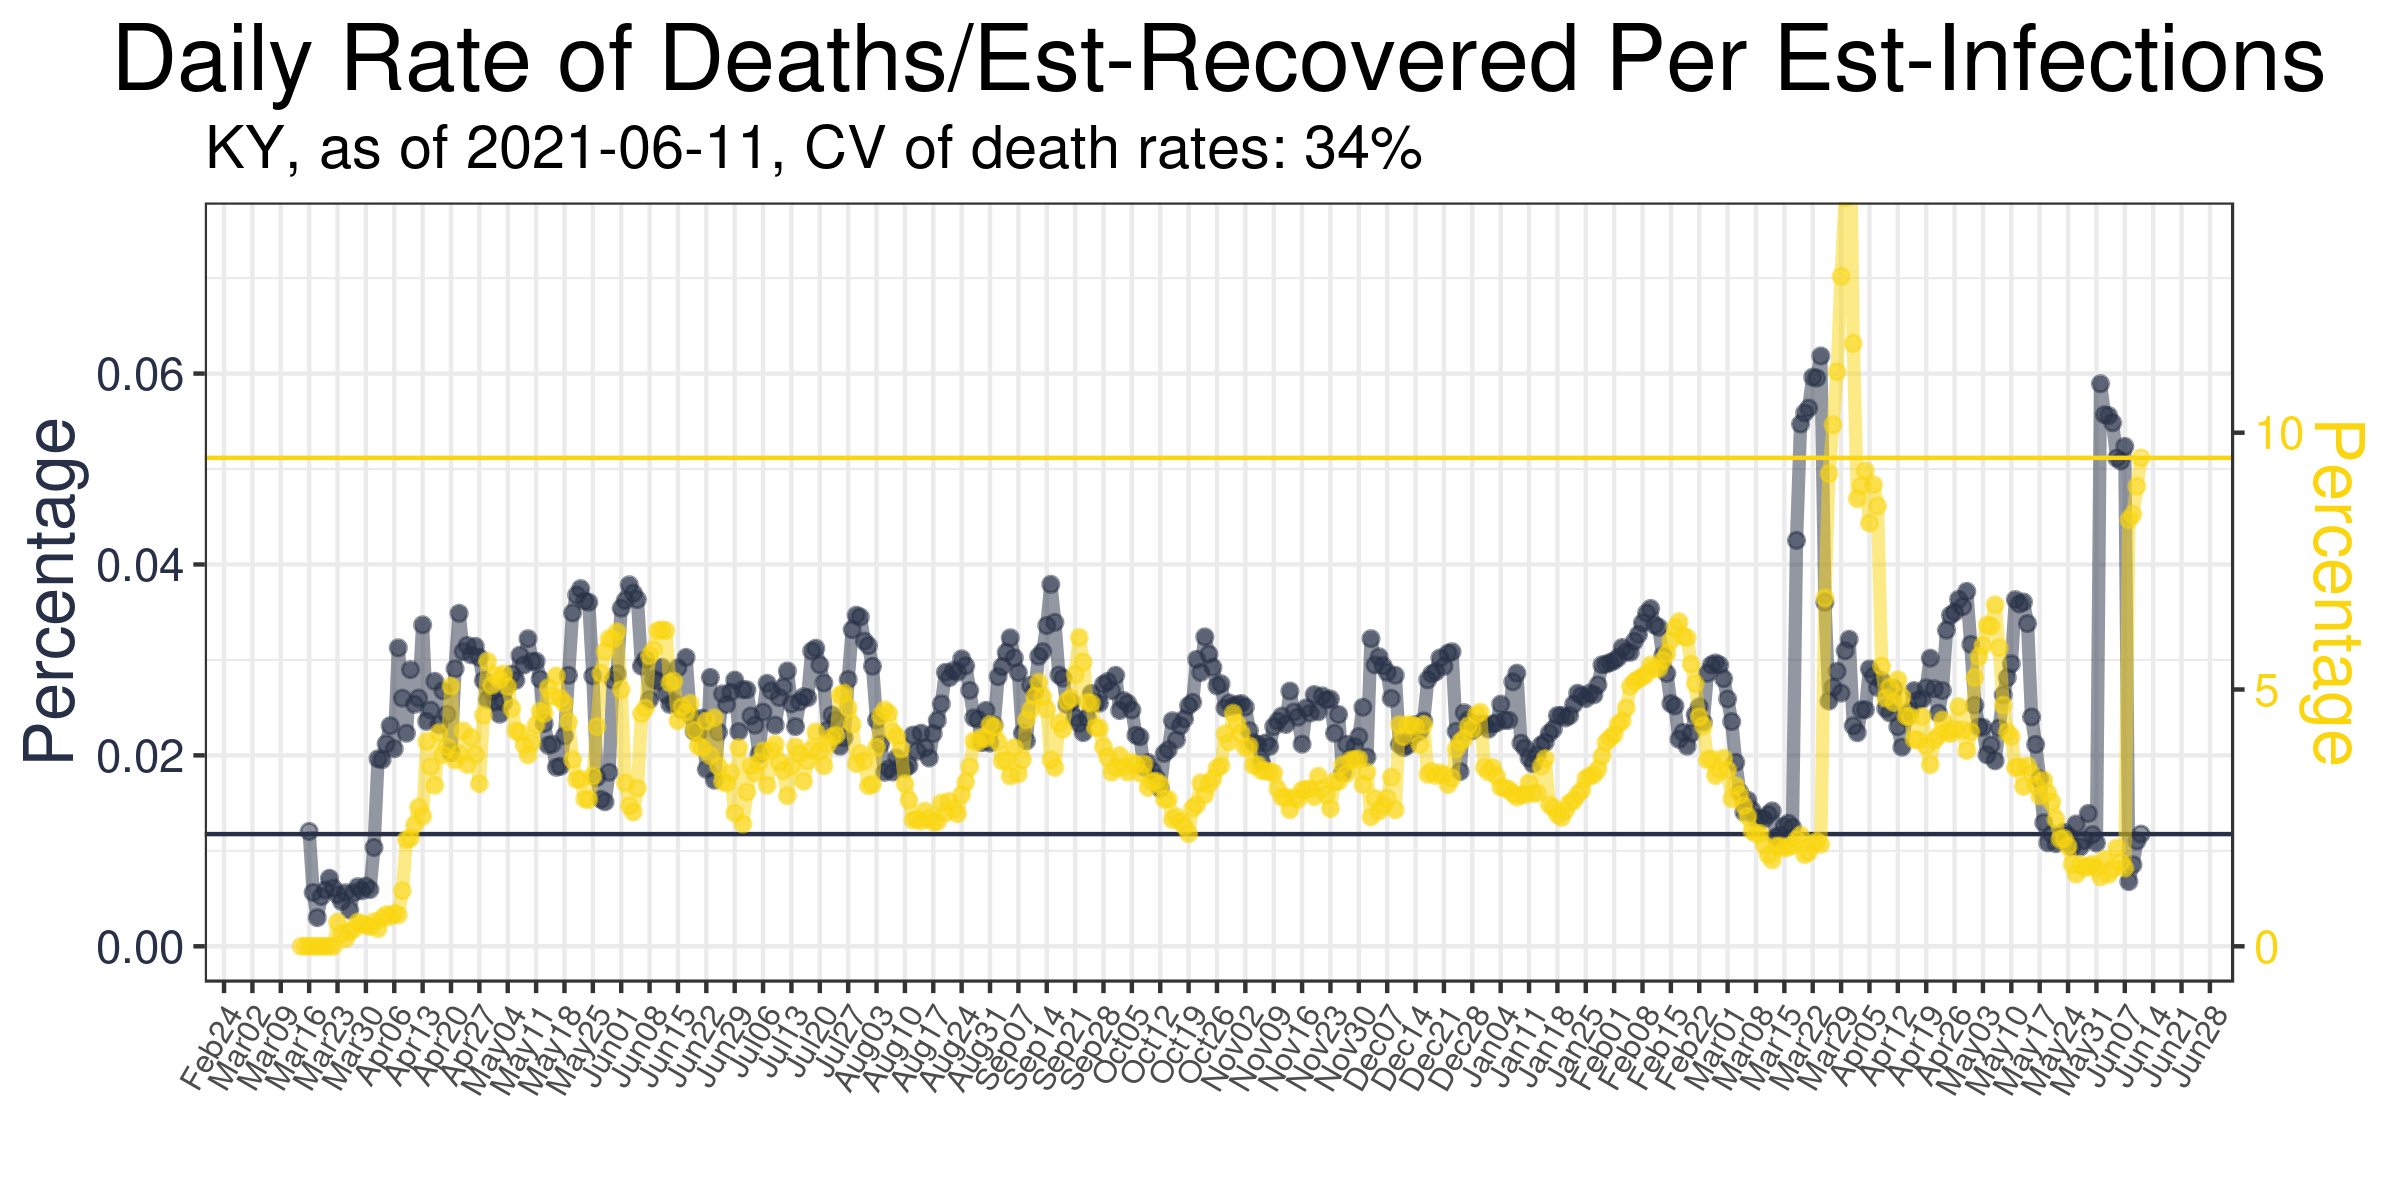 Daily Rate of Deaths/Est-Recovered Per Est-Infections
KY, as of 2021-06-11, CV of death rates: 34%
Percentage
0.06
0.04
0.02
0.00
10
5
0
Percentage
Feb24
Mar02
Mar09
Mar16
Mar23
Mar30
Apr06
Apr13
Apr20
Apr27
May04
May11
May18
May25
Jun01
Jun08
Jun15
Jun22
Jun29
Jul06
Jul13
Jul20
Jul27
Aug03
Aug10
Aug17
Aug24
Aug31
Sep07
Sep14
Sep21
Sep28
Oct05
Oct12
Oct19
Oct26
Nov02
Nov09
Nov16
Nov23
Nov30
Dec07
Dec14
Dec21
Dec28
Jan04
Jan11
Jan18
Jan25
Feb01
Feb08
Feb15
Feb22
Mar01
Mar08
Mar15
Mar22
Mar29
Apr05
Apr12
Apr19
Apr26
May03
May10
May17
May24
May31
Jun07
Jun14
Jun21
Jun28